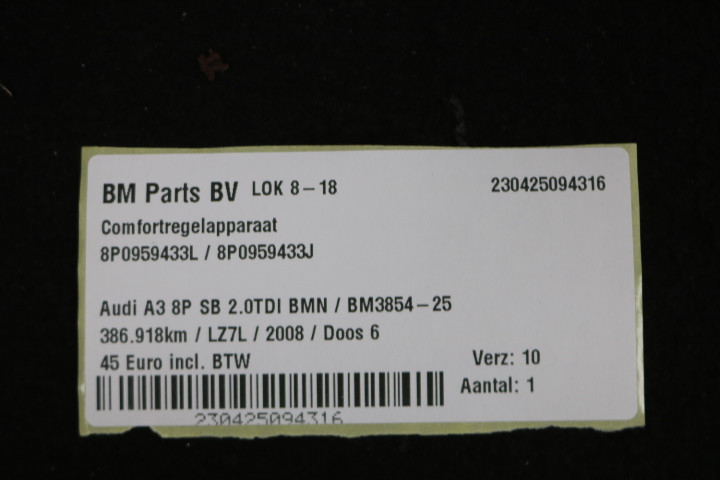 BM Parts BV LOK 8-18 230425094316
Comfortregelapparaat
8P0959433L / 8P0959433J
Audi A3 8P SB 2.0TDI BMN / BM3854-25
386.918km / LZ7L / 2008 / Doos 6
45 Euro incl. BTW Verz: 10
Aantal: 1
230425094316